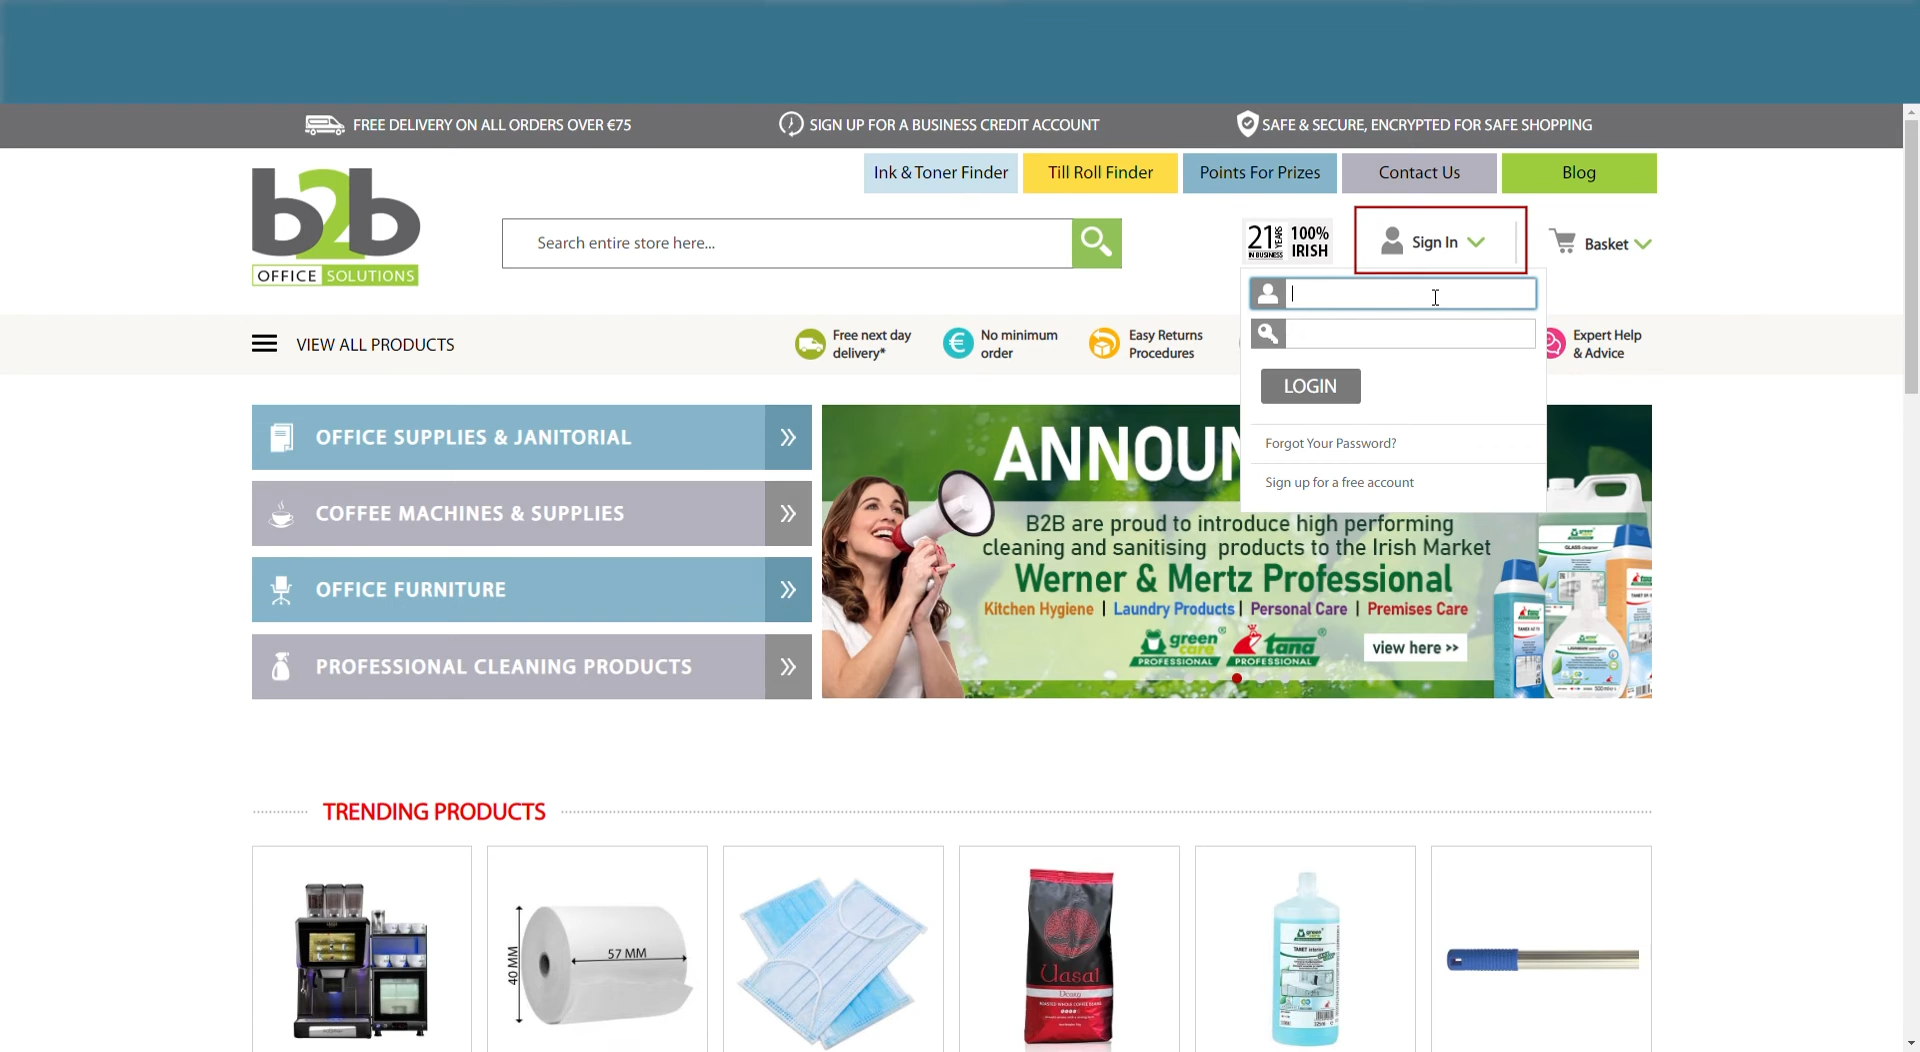 FREE DELIVERY ON ALL ORDERS OVER €75
SIGN UP FOR A BUSINESS CREDIT ACCOUNT
SAFE & SECURE, ENCRYPTED FOR SAFE SHOPPING
Ink & Toner Finder
Till Roll Finder
Points For Prizes
Contact Us
Blog
b2b
OFFICE SOLUTIONS
Search entire store here...
21 YEARS IN BUSINESS
100% IRISH
Sign In
Basket
LOGIN
Forgot Your Password?
Sign up for a free account
VIEW ALL PRODUCTS
Free next day
delivery*
No minimum
order
Easy Returns
Procedures
Expert Help
& Advice
OFFICE SUPPLIES & JANITORIAL
COFFEE MACHINES & SUPPLIES
OFFICE FURNITURE
PROFESSIONAL CLEANING PRODUCTS
ANNOUN
B2B are proud to introduce high performing
cleaning and sanitising products to the Irish Market
Werner & Mertz Professional
Kitchen Hygiene | Laundry Products | Personal Care | Premises Care
green care PROFESSIONAL
tana PROFESSIONAL
view here >>
TRENDING PRODUCTS
40 MM
57 MM
Uasal
green care
TANET interior